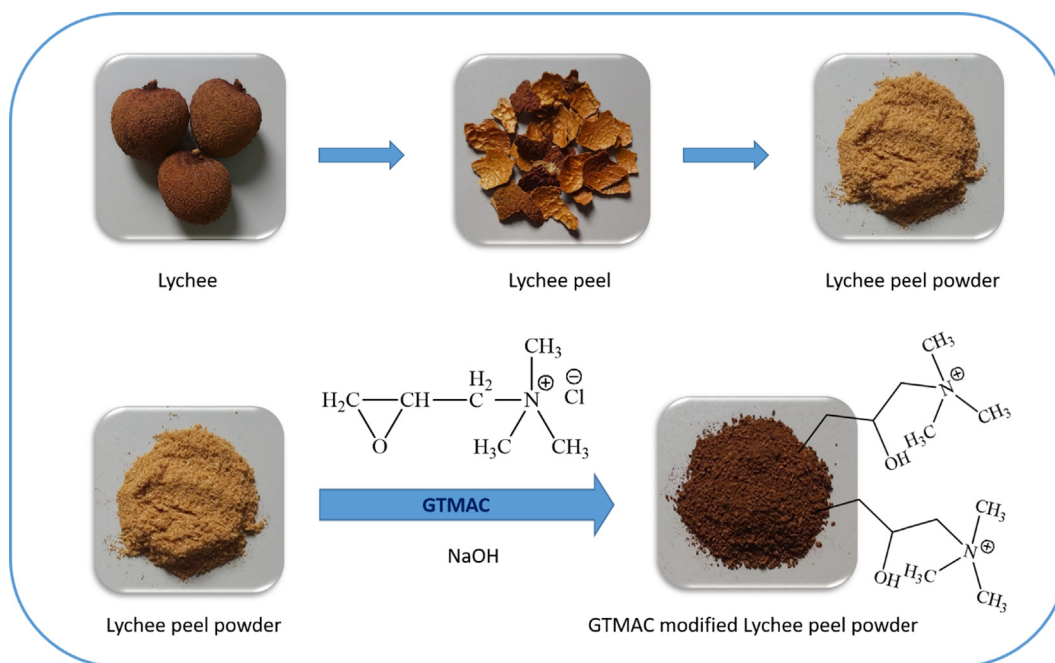 Lychee
Lychee peel
Lychee peel powder
CH₃
H₂
H₂C
CH
C
N
⊕
⊖
Cl
O
H₃C
CH₃
GTMAC
NaOH
Lychee peel powder
CH₃
N
⊕
H₃C
CH₃
OH
CH₃
N
⊕
OH
H₃C
CH₃
GTMAC modified Lychee peel powder